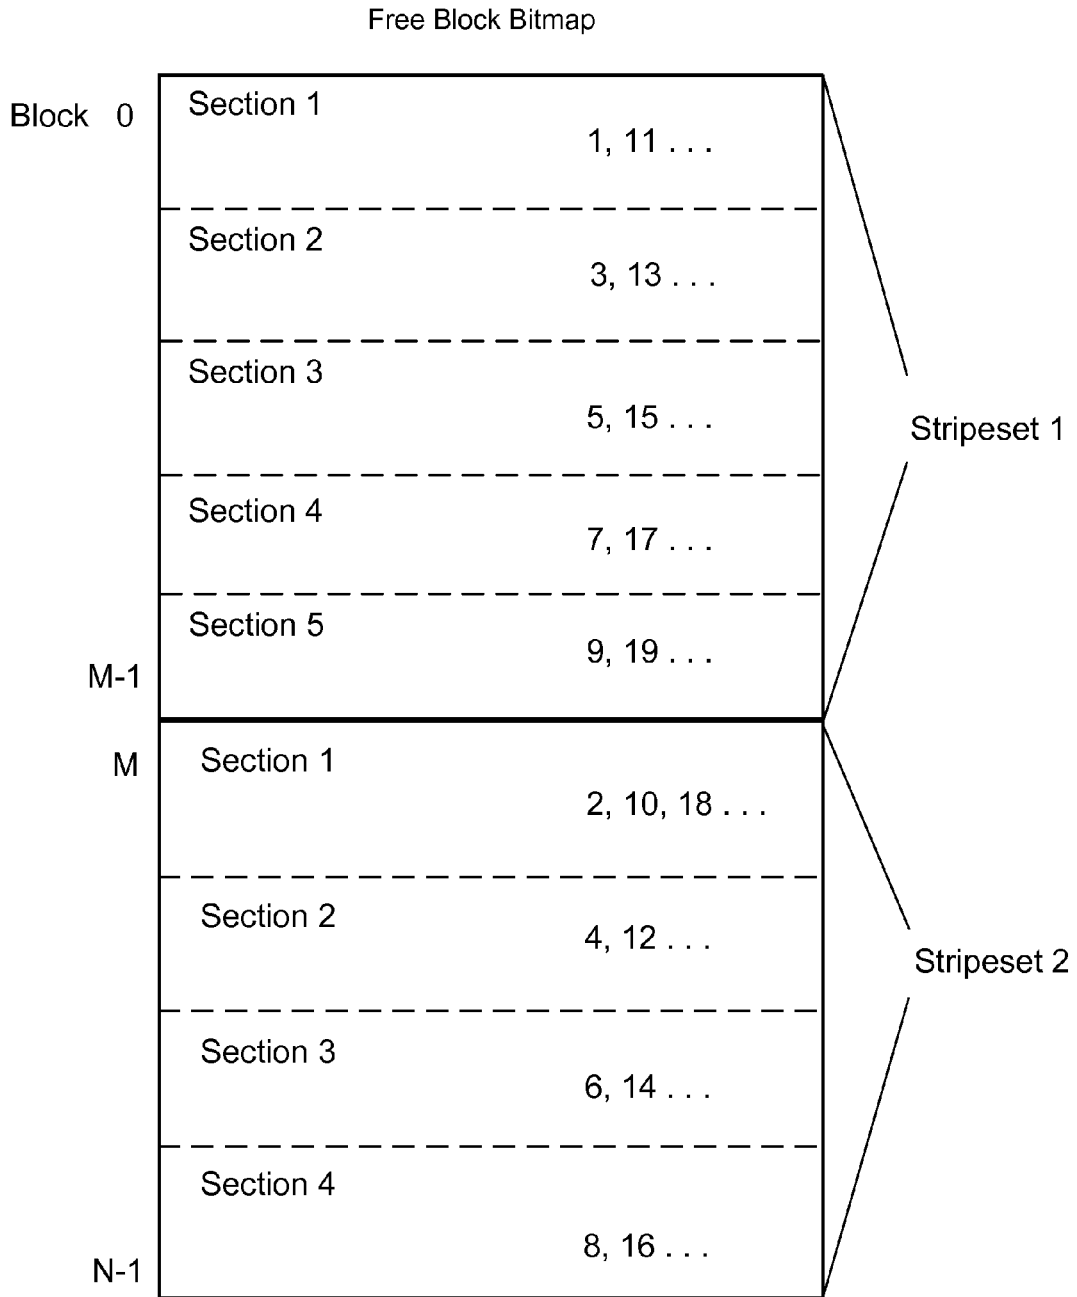 Free Block Bitmap
Block 0
Section 1
1, 11 . . .
Section 2
3, 13 . . .
Section 3
5, 15 . . .
Stripeset 1
Section 4
7, 17 . . .
Section 5
9, 19 . . .
M-1
M
Section 1
2, 10, 18 . . .
Section 2
4, 12 . . .
Stripeset 2
Section 3
6, 14 . . .
Section 4
8, 16 . . .
N-1